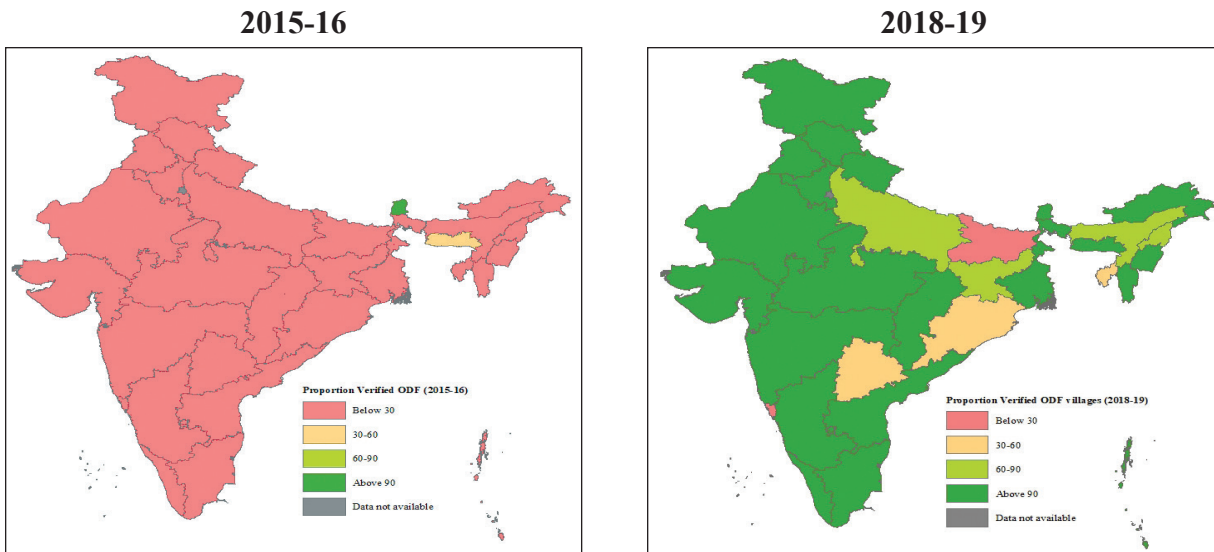 2015-16
2018-19
Proportion Verified ODF (2015-16)
Below 30
30-60
60-90
Above 90
Data not available
Proportion Verified ODF villages (2018-19)
Below 30
30-60
60-90
Above 90
Data not available